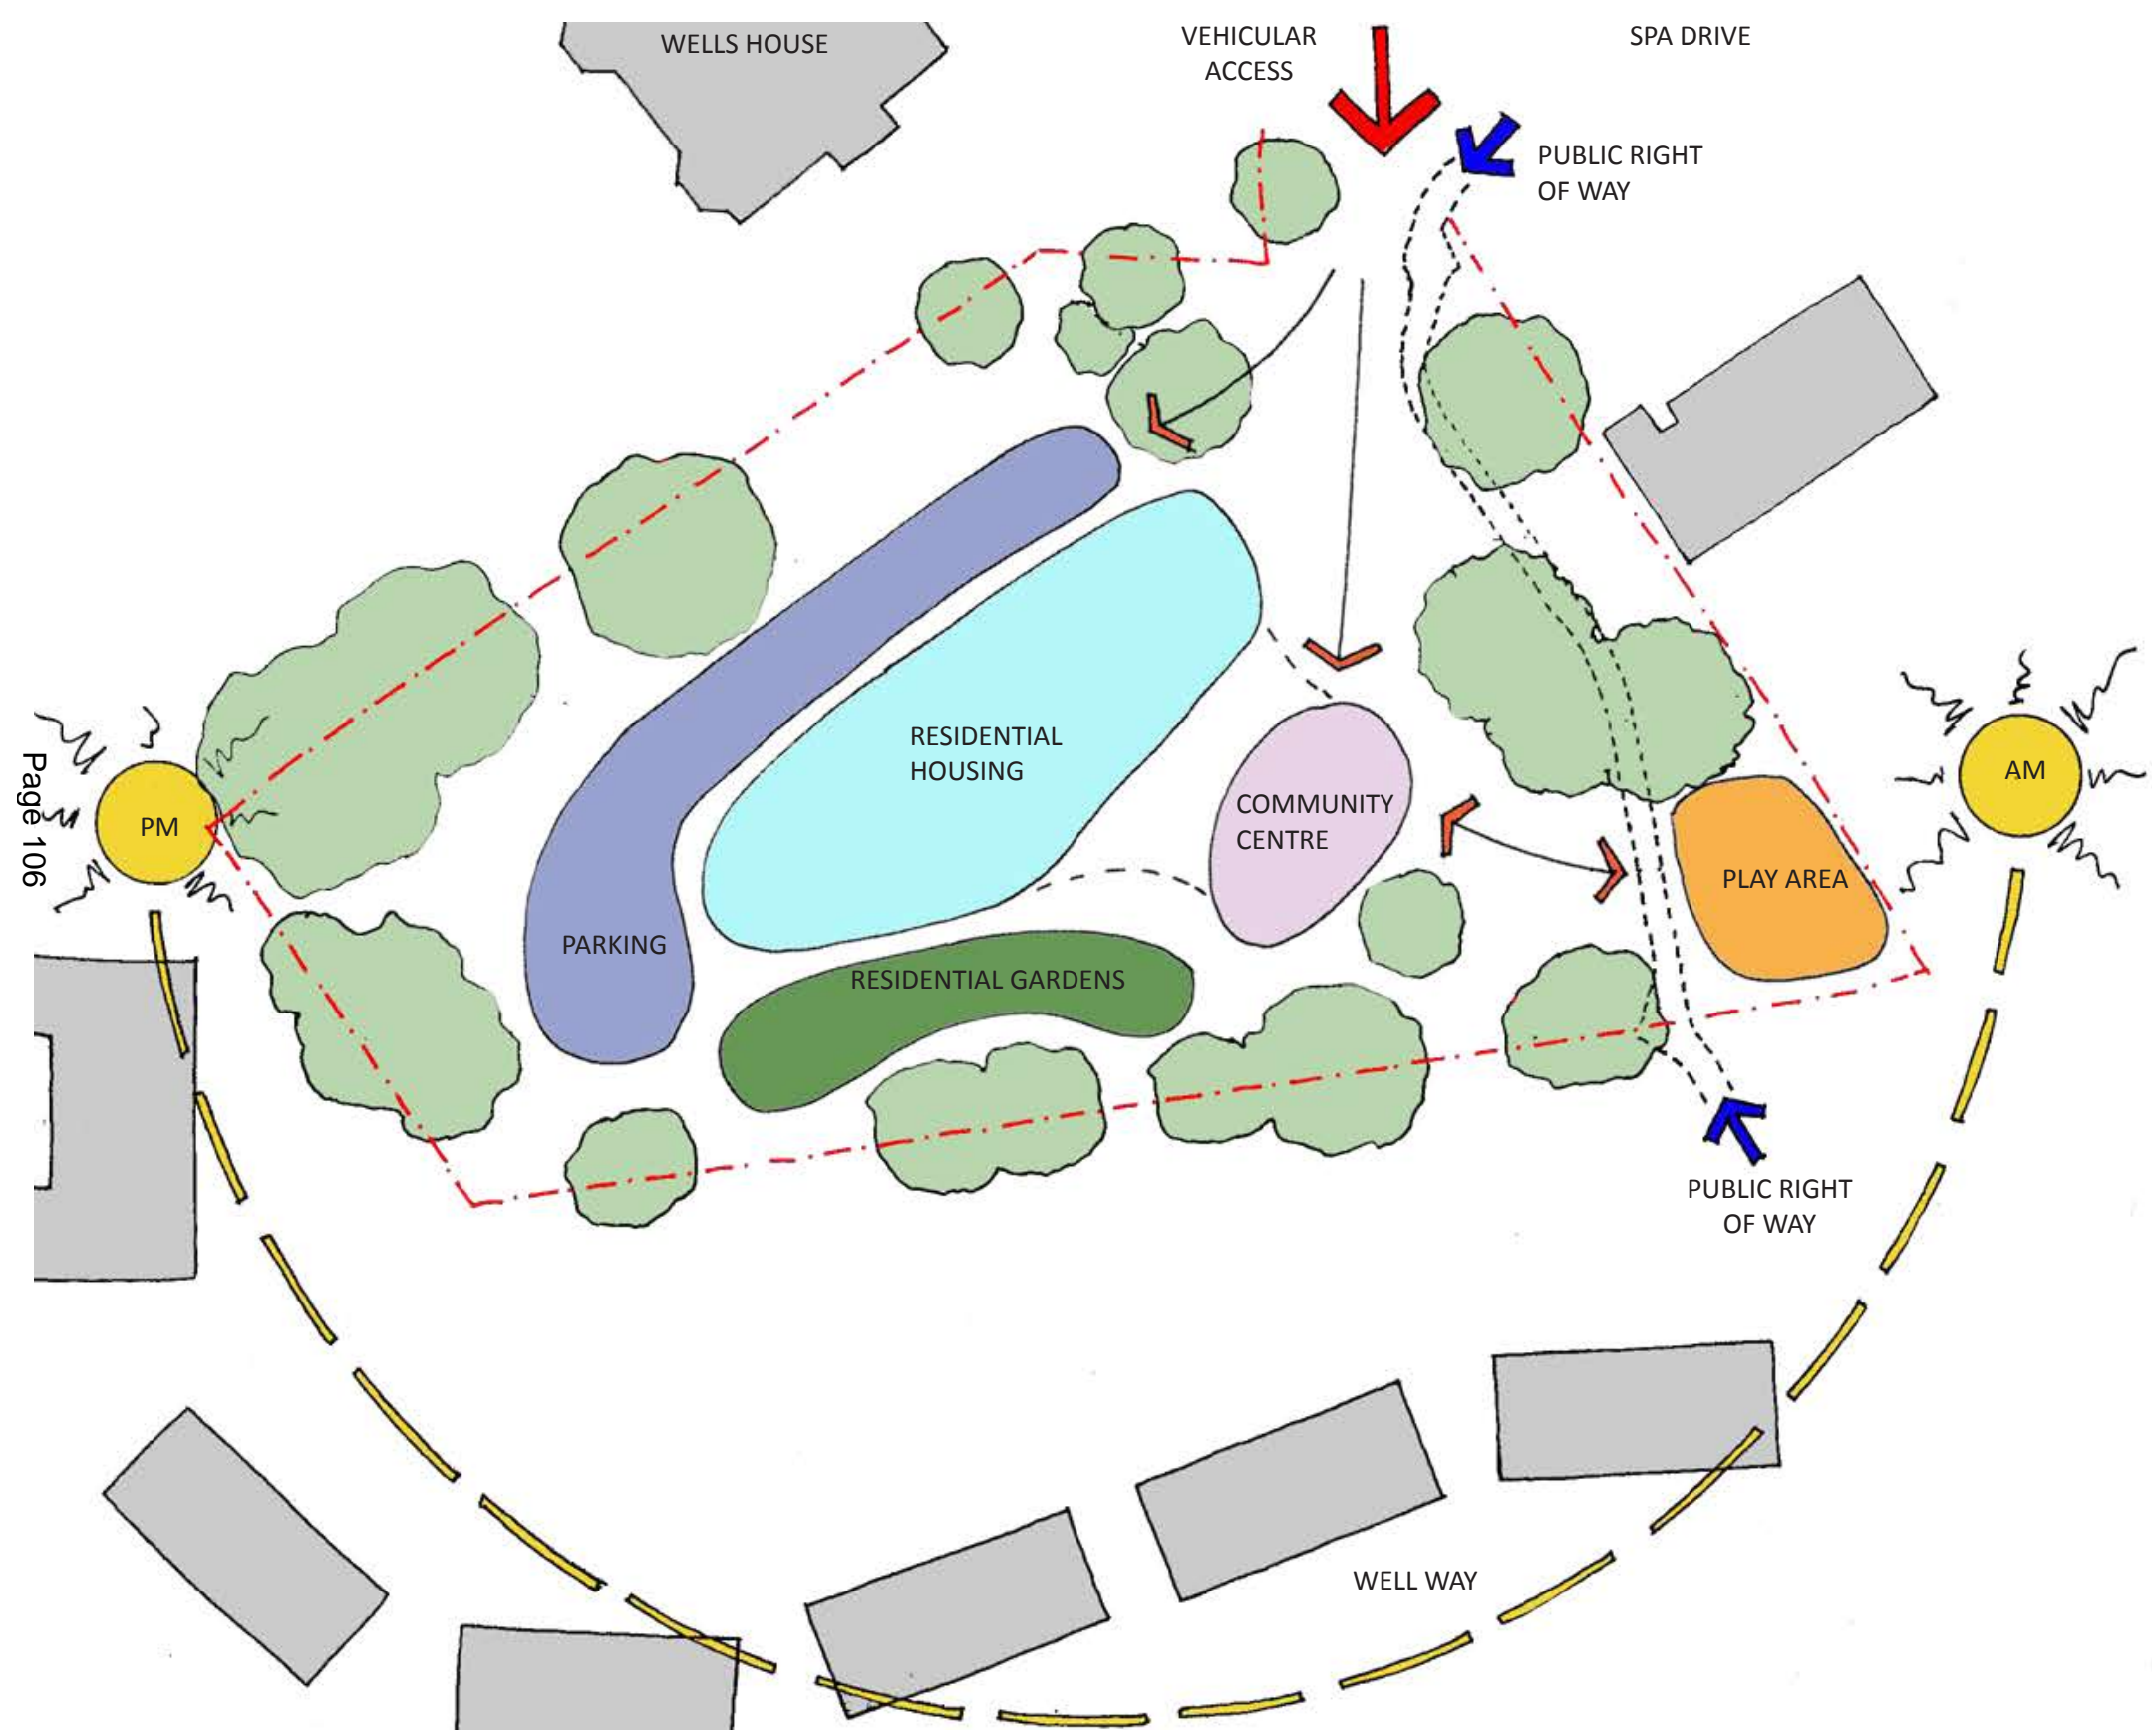 WELLS HOUSE
VEHICULAR
ACCESS
SPA DRIVE
PUBLIC RIGHT
OF WAY
RESIDENTIAL
HOUSING
COMMUNITY
CENTRE
AM
PM
Page 106
PLAY AREA
PARKING
RESIDENTIAL GARDENS
PUBLIC RIGHT
OF WAY
WELL WAY